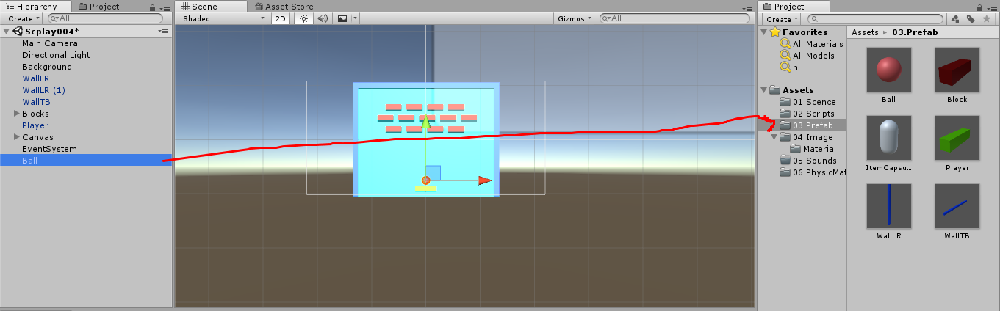 Hierarchy
Project
Create
All
Scplay004*
Main Camera
Directional Light
Background
WallLR
WallLR (1)
WallTB
Blocks
Player
Canvas
EventSystem
Ball
Scene
Asset Store
Shaded
2D
Gizmos
All
Project
Create
Favorites
All Materials
All Models
n
Assets
01.Scence
02.Scripts
03.Prefab
04.Image
Material
05.Sounds
06.PhysicMat
Assets
03.Prefab
Ball
Block
ItemCapsu...
Player
WallLR
WallTB